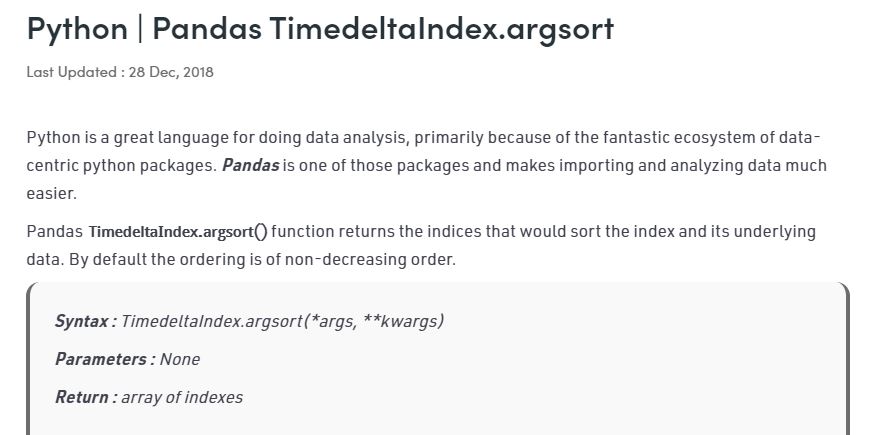 Python | Pandas TimedeltaIndex.argsort
Last Updated : 28 Dec, 2018
Python is a great language for doing data analysis, primarily because of the fantastic ecosystem of data-
centric python packages. Pandas is one of those packages and makes importing and analyzing data much
easier.
Pandas TimedeltaIndex.argsort() function returns the indices that would sort the index and its underlying
data. By default the ordering is of non-decreasing order.
Syntax : TimedeltaIndex.argsort(*args, **kwargs)
Parameters : None
Return : array of indexes